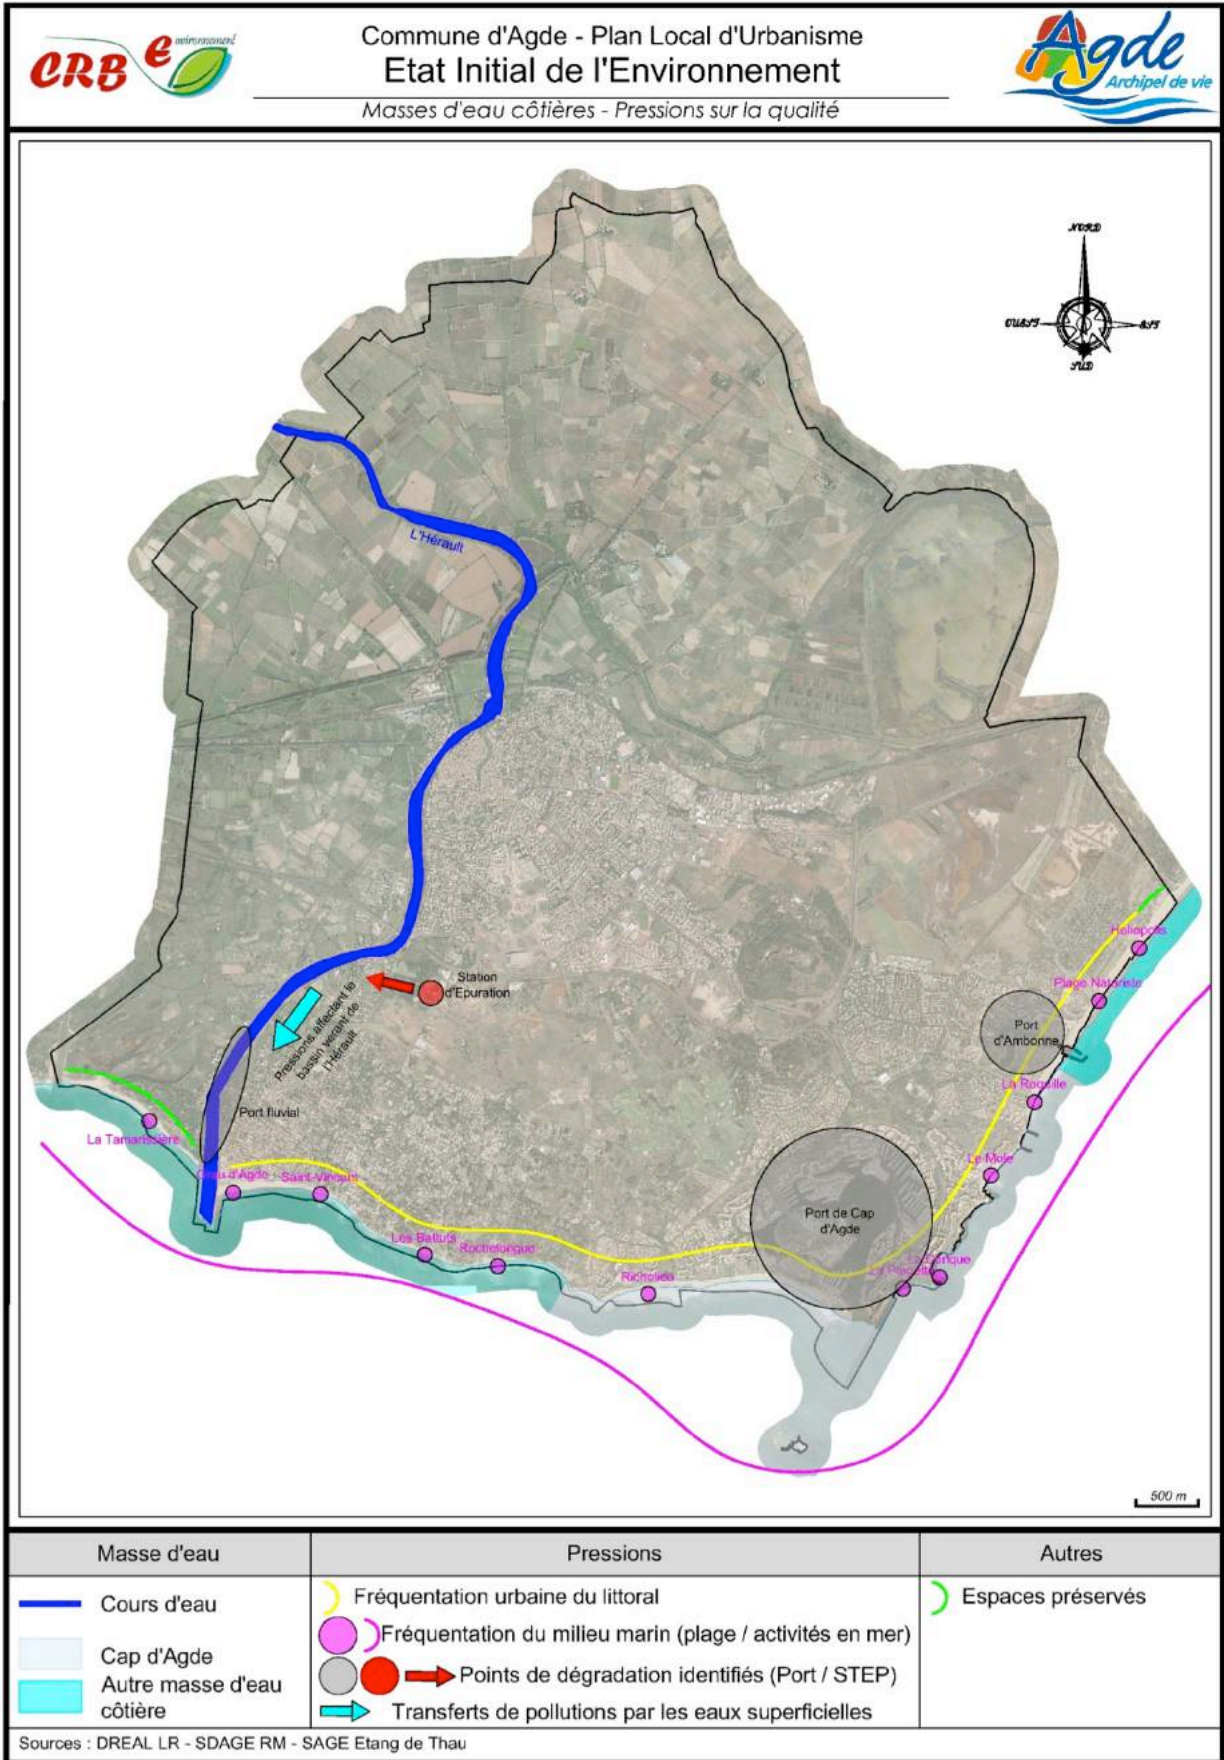 CRB Environnement
Commune d'Agde - Plan Local d'Urbanisme
Etat Initial de l'Environnement
Masses d'eau côtières - Pressions sur la qualité
Agde
Archipel de vie
NORD
OUEST
EST
SUD
L'Hérault
Station
d'Epuration
Pressions affectant le
bassin versant de
l'Hérault
Port fluvial
Héliopolis
Plage Naturiste
Port
d'Ambonne
La Roquille
Le Mole
Port de Cap
d'Agde
La Tamarissière
Grau d'Agde
Saint-Vincent
Les Battuts
Rochelongue
Richelieu
La Conque
500 m
Masse d'eau
Pressions
Autres
Cours d'eau
Cap d'Agde
Autre masse d'eau
côtière
Fréquentation urbaine du littoral
Fréquentation du milieu marin (plage / activités en mer)
Points de dégradation identifiés (Port / STEP)
Transferts de pollutions par les eaux superficielles
Espaces préservés
Sources : DREAL LR - SDAGE RM - SAGE Etang de Thau